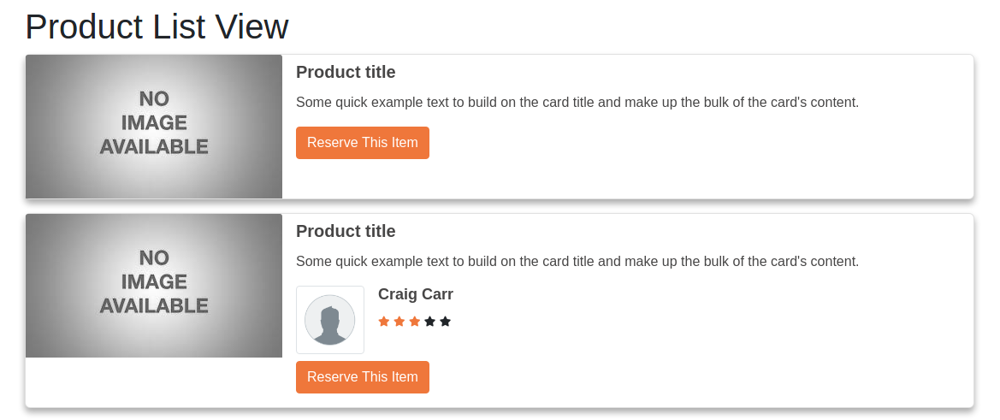 Product List View
NO
IMAGE
AVAILABLE
Product title
Some quick example text to build on the card title and make up the bulk of the card's content.
Reserve This Item
NO
IMAGE
AVAILABLE
Product title
Some quick example text to build on the card title and make up the bulk of the card's content.
Craig Carr
Reserve This Item